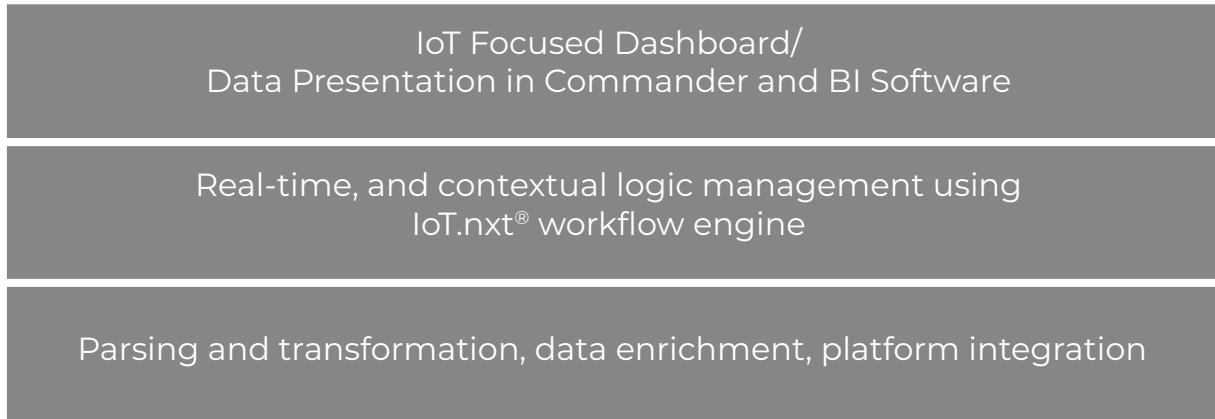 IoT Focused Dashboard/
Data Presentation in Commander and BI Software
Real-time, and contextual logic management using
IoT.nxt® workflow engine
Parsing and transformation, data enrichment, platform integration